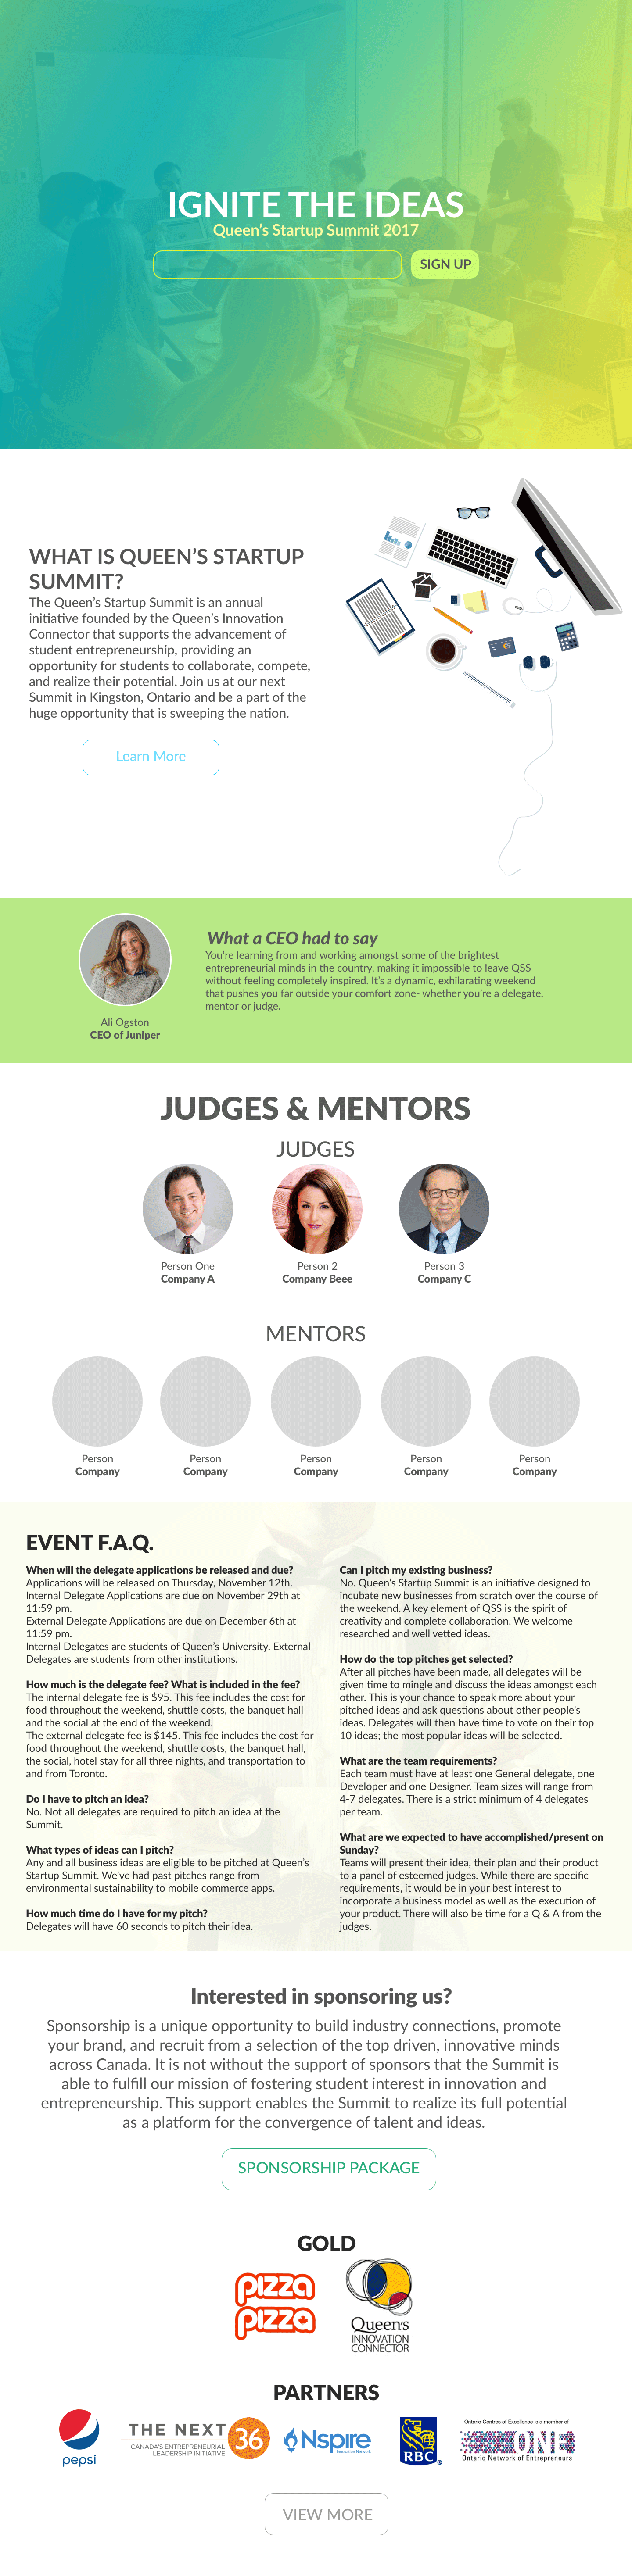 IGNITE THE IDEAS
Queen's Startup Summit 2017
SIGN UP
WHAT IS QUEEN'S STARTUP
SUMMIT?
The Queen's Startup Summit is an annual
initiative founded by the Queen's Innovation
Connector that supports the advancement of
student entrepreneurship, providing an
opportunity for students to collaborate, compete,
and realize their potential. Join us at our next
Summit in Kingston, Ontario and be a part of the
huge opportunity that is sweeping the nation.
Learn More
What a CEO had to say
You're learning from and working amongst some of the brightest
entrepreneurial minds in the country, making it impossible to leave QSS
without feeling completely inspired. It's a dynamic, exhilarating weekend
that pushes you far outside your comfort zone- whether you're a delegate,
mentor or judge.
Ali Ogston
CEO of Juniper
JUDGES & MENTORS
JUDGES
Person One
Company A
Person 2
Company Beee
Person 3
Company C
MENTORS
Person
Company
Person
Company
Person
Company
Person
Company
Person
Company
EVENT F.A.Q.
When will the delegate applications be released and due?
Applications will be released on Thursday, November 12th.
Internal Delegate Applications are due on November 29th at
11:59 pm.
External Delegate Applications are due on December 6th at
11:59 pm.
Internal Delegates are students of Queen's University. External
Delegates are students from other institutions.
How much is the delegate fee? What is included in the fee?
The internal delegate fee is $95. This fee includes the cost for
food throughout the weekend, shuttle costs, the banquet hall
and the social at the end of the weekend.
The external delegate fee is $145. This fee includes the cost for
food throughout the weekend, shuttle costs, the banquet hall,
the social, hotel stay for all three nights, and transportation to
and from Toronto.
Do I have to pitch an idea?
No. Not all delegates are required to pitch an idea at the
Summit.
What types of ideas can I pitch?
Any and all business ideas are eligible to be pitched at Queen's
Startup Summit. We've had past pitches range from
environmental sustainability to mobile commerce apps.
How much time do I have for my pitch?
Delegates will have 60 seconds to pitch their idea.
Can I pitch my existing business?
No. Queen's Startup Summit is an initiative designed to
incubate new businesses from scratch over the course of
the weekend. A key element of QSS is the spirit of
creativity and complete collaboration. We welcome
researched and well vetted ideas.
How do the top pitches get selected?
After all pitches have been made, all delegates will be
given time to mingle and discuss the ideas amongst each
other. This is your chance to speak more about your
pitched ideas and ask questions about other people's
ideas. Delegates will then have time to vote on their top
10 ideas; the most popular ideas will be selected.
What are the team requirements?
Each team must have at least one General delegate, one
Developer and one Designer. Team sizes will range from
4-7 delegates. There is a strict minimum of 4 delegates
per team.
What are we expected to have accomplished/present on
Sunday?
Teams will present their idea, their plan and their product
to a panel of esteemed judges. While there are specific
requirements, it would be in your best interest to
incorporate a business model as well as the execution of
your product. There will also be time for a Q & A from the
judges.
Interested in sponsoring us?
Sponsorship is a unique opportunity to build industry connections, promote
your brand, and recruit from a selection of the top driven, innovative minds
across Canada. It is not without the support of sponsors that the Summit is
able to fulfill our mission of fostering student interest in innovation and
entrepreneurship. This support enables the Summit to realize its full potential
as a platform for the convergence of talent and ideas.
SPONSORSHIP PACKAGE
GOLD
pizza
pizza
Queen's
INNOVATION
CONNECTOR
PARTNERS
pepsi
THE NEXT 36
CANADA'S ENTREPRENEURIAL
LEADERSHIP INITIATIVE
Nspire
Innovation Network
RBC
Ontario Centres of Excellence is a member of
ONE
Ontario Network of Entrepreneurs
VIEW MORE